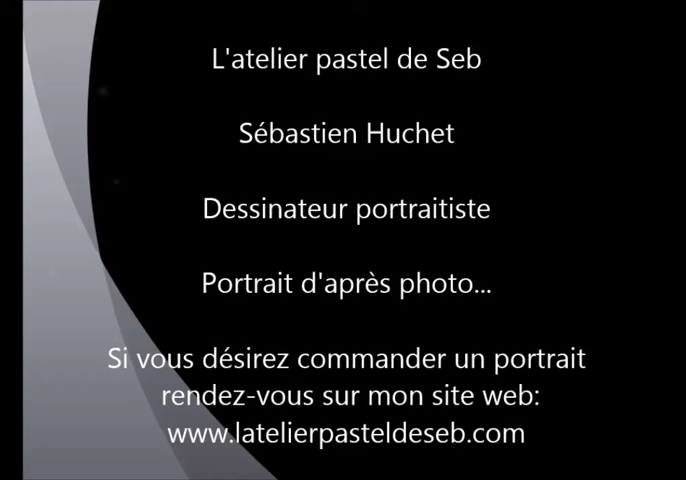 L'atelier pastel de Seb
Sébastien Huchet
Dessinateur portraitiste
Portrait d'après photo...
Si vous désirez commander un portrait
rendez-vous sur mon site web:
www.latelierpasteldeseb.com